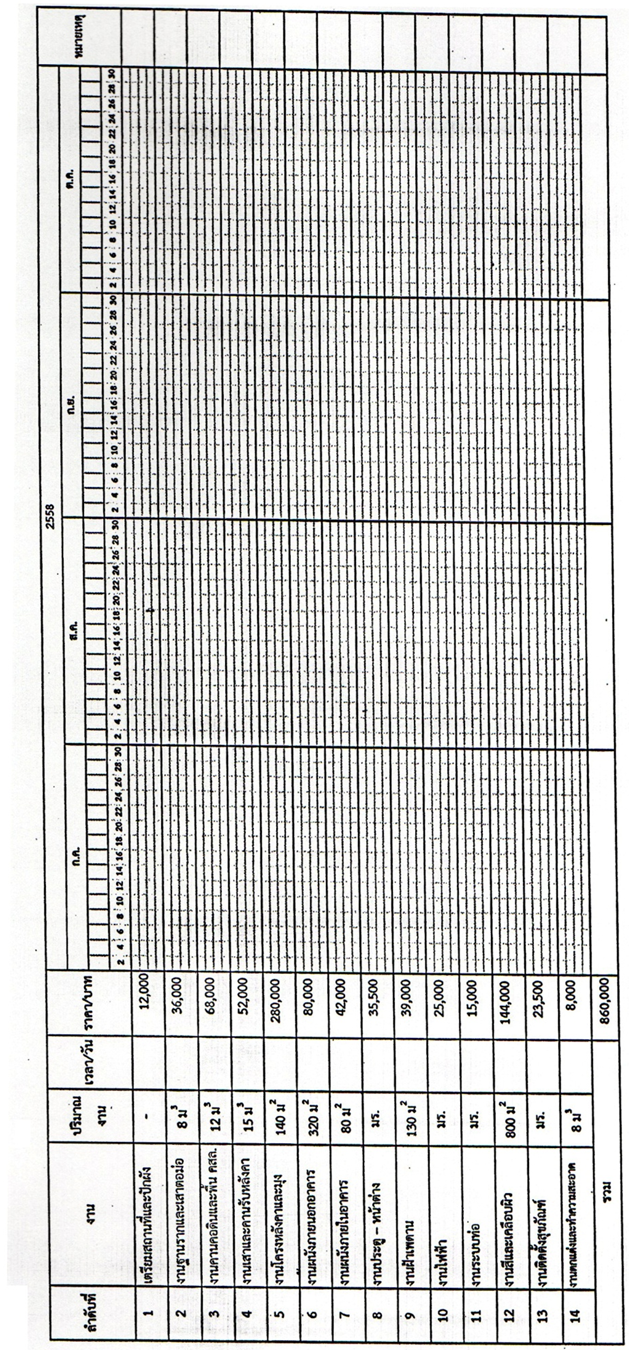 ลำดับที่ งาน ปริมาณงาน เวลา/วัน ราคา/บาท 2558 หมายเหตุ
ก.ค. ส.ค. ก.ย. ต.ค.
2 4 6 8 10 12 14 16 18 20 22 24 26 28 30 2 4 6 8 10 12 14 16 18 20 22 24 26 28 30 2 4 6 8 10 12 14 16 18 20 22 24 26 28 30 2 4 6 8 10 12 14 16 18 20 22 24 26 28 30
1 เตรียมสถานที่และปักผัง - 12,000
2 งานฐานรากและเสาตอม่อ 8 ม³ 36,000
3 งานคานคอดินและพื้น คสล. 12 ม³ 68,000
4 งานเสาและคานรับหลังคา 15 ม³ 52,000
5 งานโครงหลังคาและมุง 140 ม² 280,000
6 งานผนังภายนอกอาคาร 320 ม² 80,000
7 งานผนังภายในอาคาร 80 ม² 42,000
8 งานประตู – หน้าต่าง มร. 35,500
9 งานฝ้าเพดาน 130 ม² 39,000
10 งานไฟฟ้า มร. 25,000
11 งานระบบท่อ มร. 15,000
12 งานสีและเคลือบผิว 800 ม² 144,000
13 งานติดตั้งสุขภัณฑ์ มร. 23,500
14 งานตกแต่งและทำความสะอาด 8 ม³ 8,000
รวม 860,000